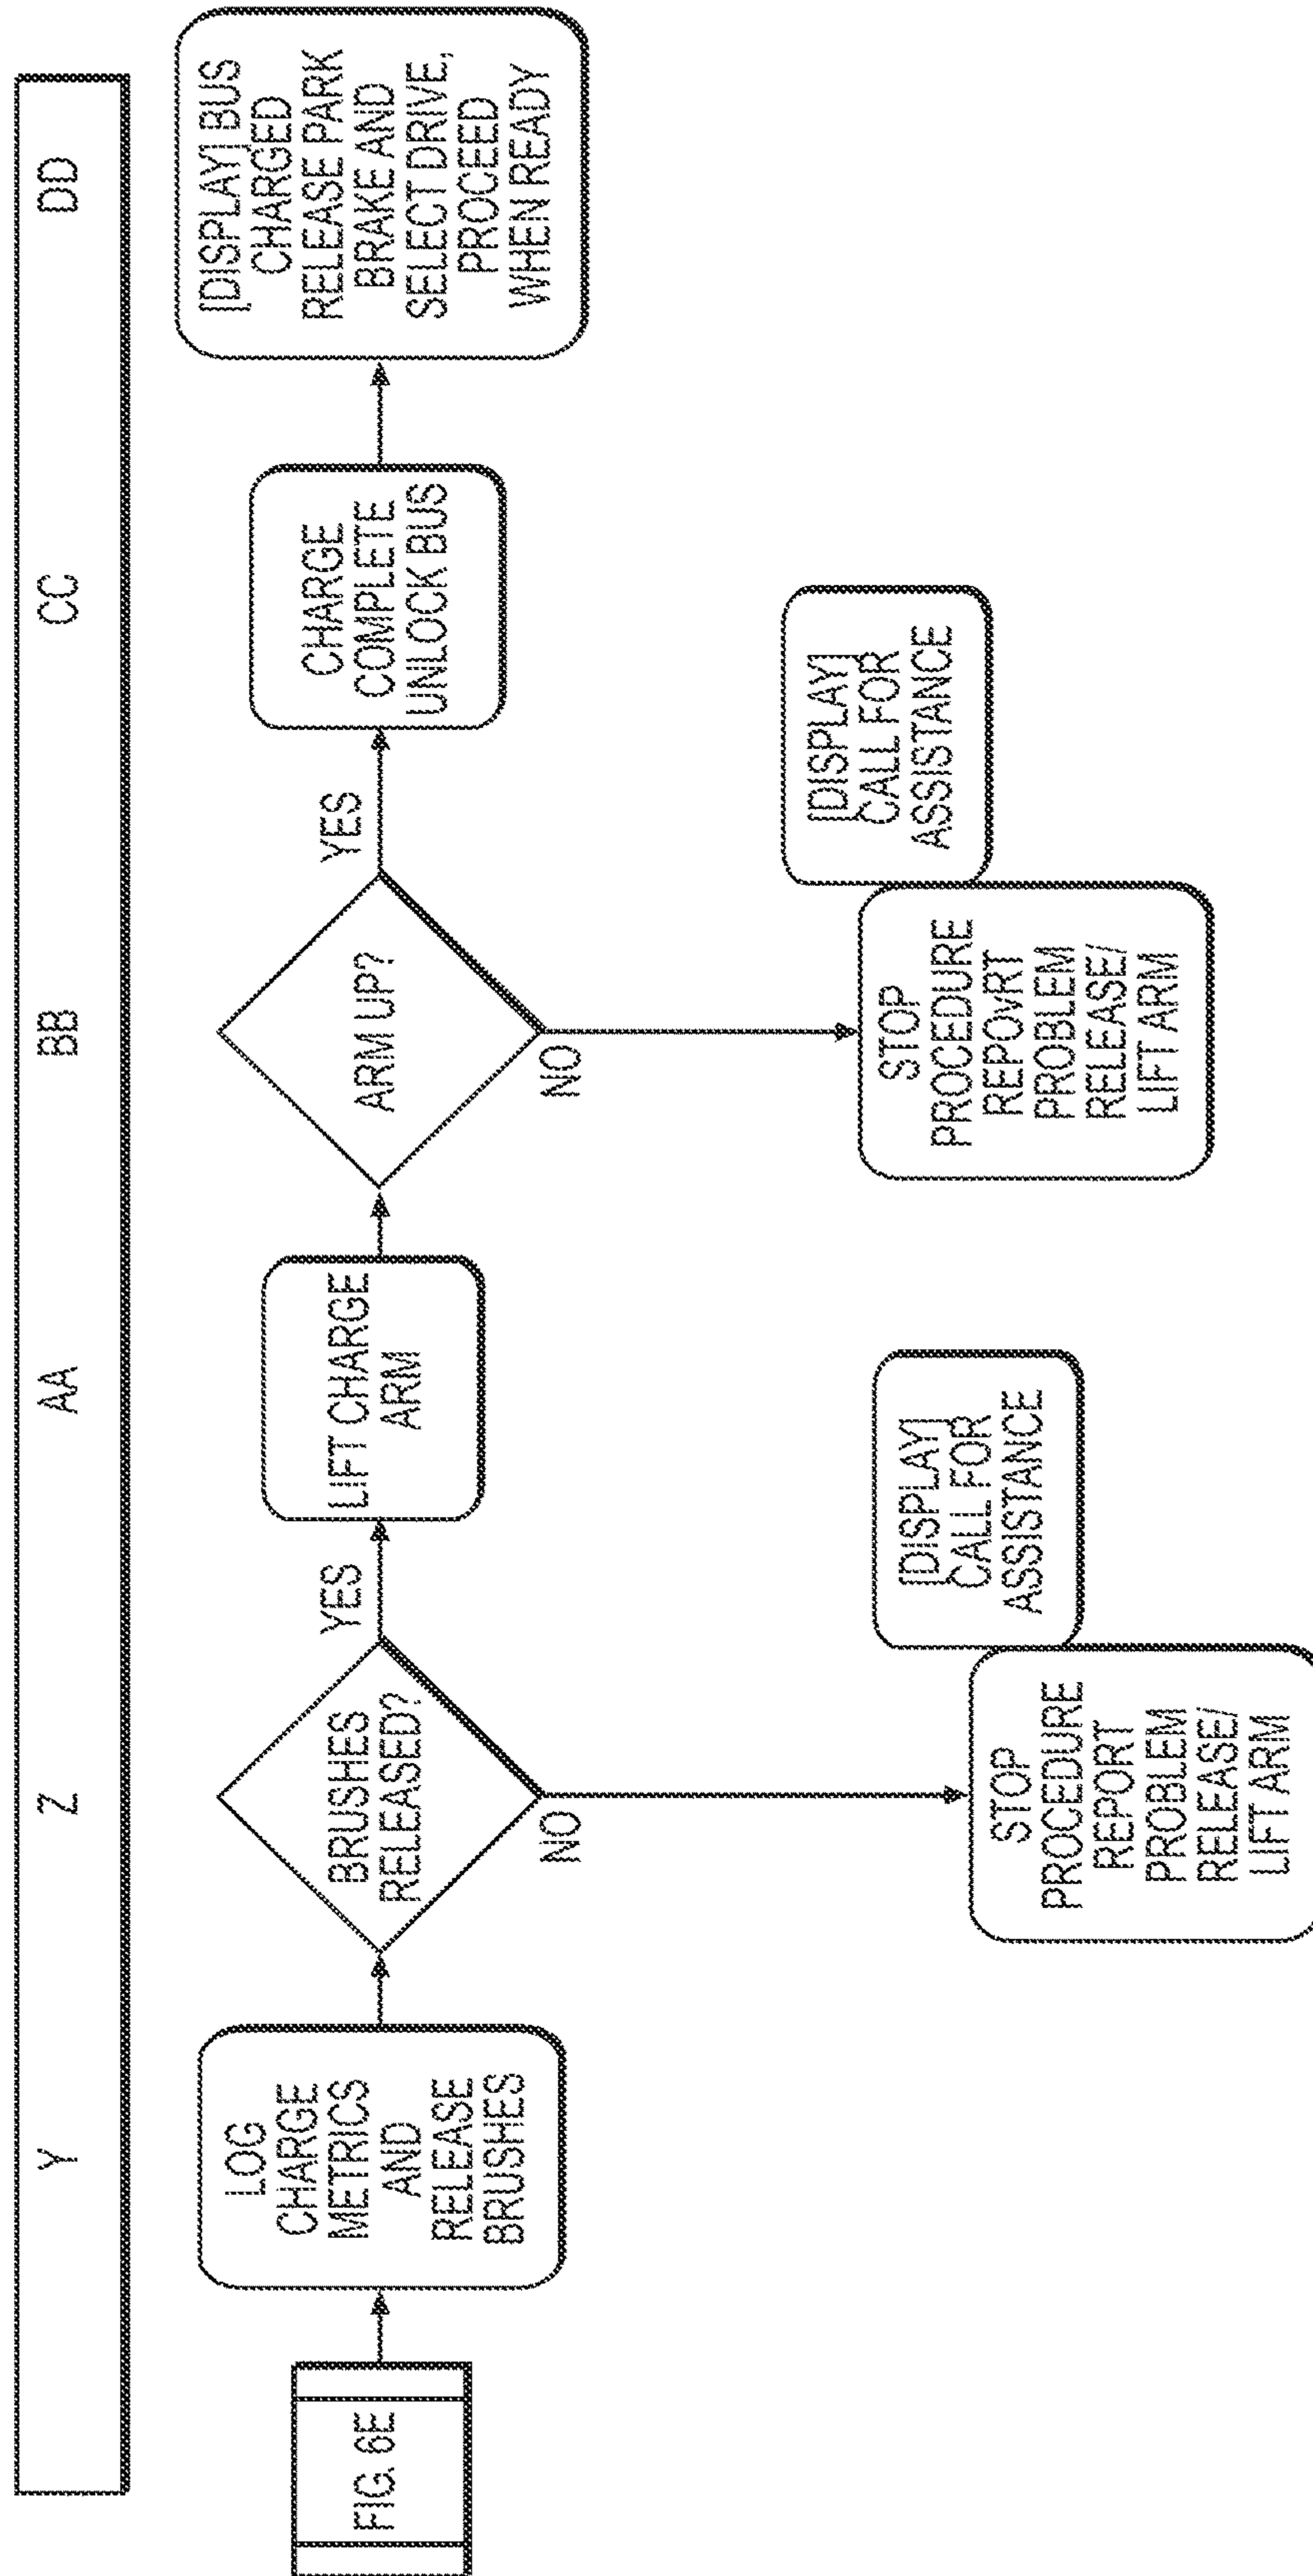 Y Z AA BB CC DD
FIG. 6E
LOG
CHARGE
METRICS
AND
RELEASE
BRUSHES
BRUSHES
RELEASED?
YES
NO
LIFT CHARGE
ARM
ARM UP?
YES
NO
CHARGE
COMPLETE
UNLOCK BUS
[DISPLAY] BUS
CHARGED
RELEASE PARK
BRAKE AND
SELECT DRIVE,
PROCEED
WHEN READY
STOP
PROCEDURE
REPORT
PROBLEM
RELEASE/
LIFT ARM
[DISPLAY]
CALL FOR
ASSISTANCE
STOP
PROCEDURE
REPOvRT
PROBLEM
RELEASE/
LIFT ARM
[DISPLAY]
CALL FOR
ASSISTANCE